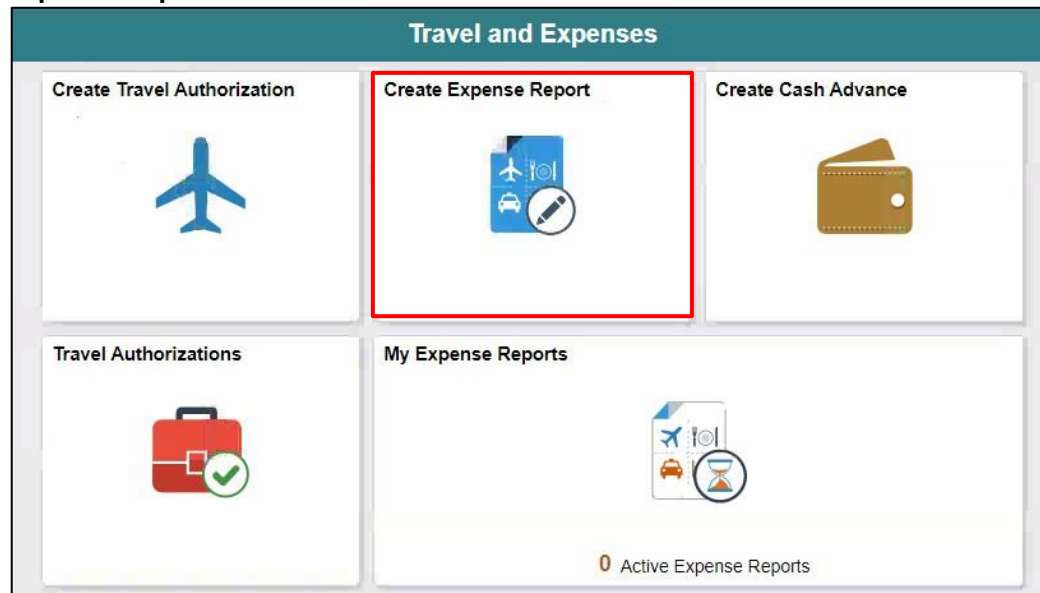 Travel and Expenses
Create Travel Authorization
Create Expense Report
Create Cash Advance
Travel Authorizations
My Expense Reports
0 Active Expense Reports